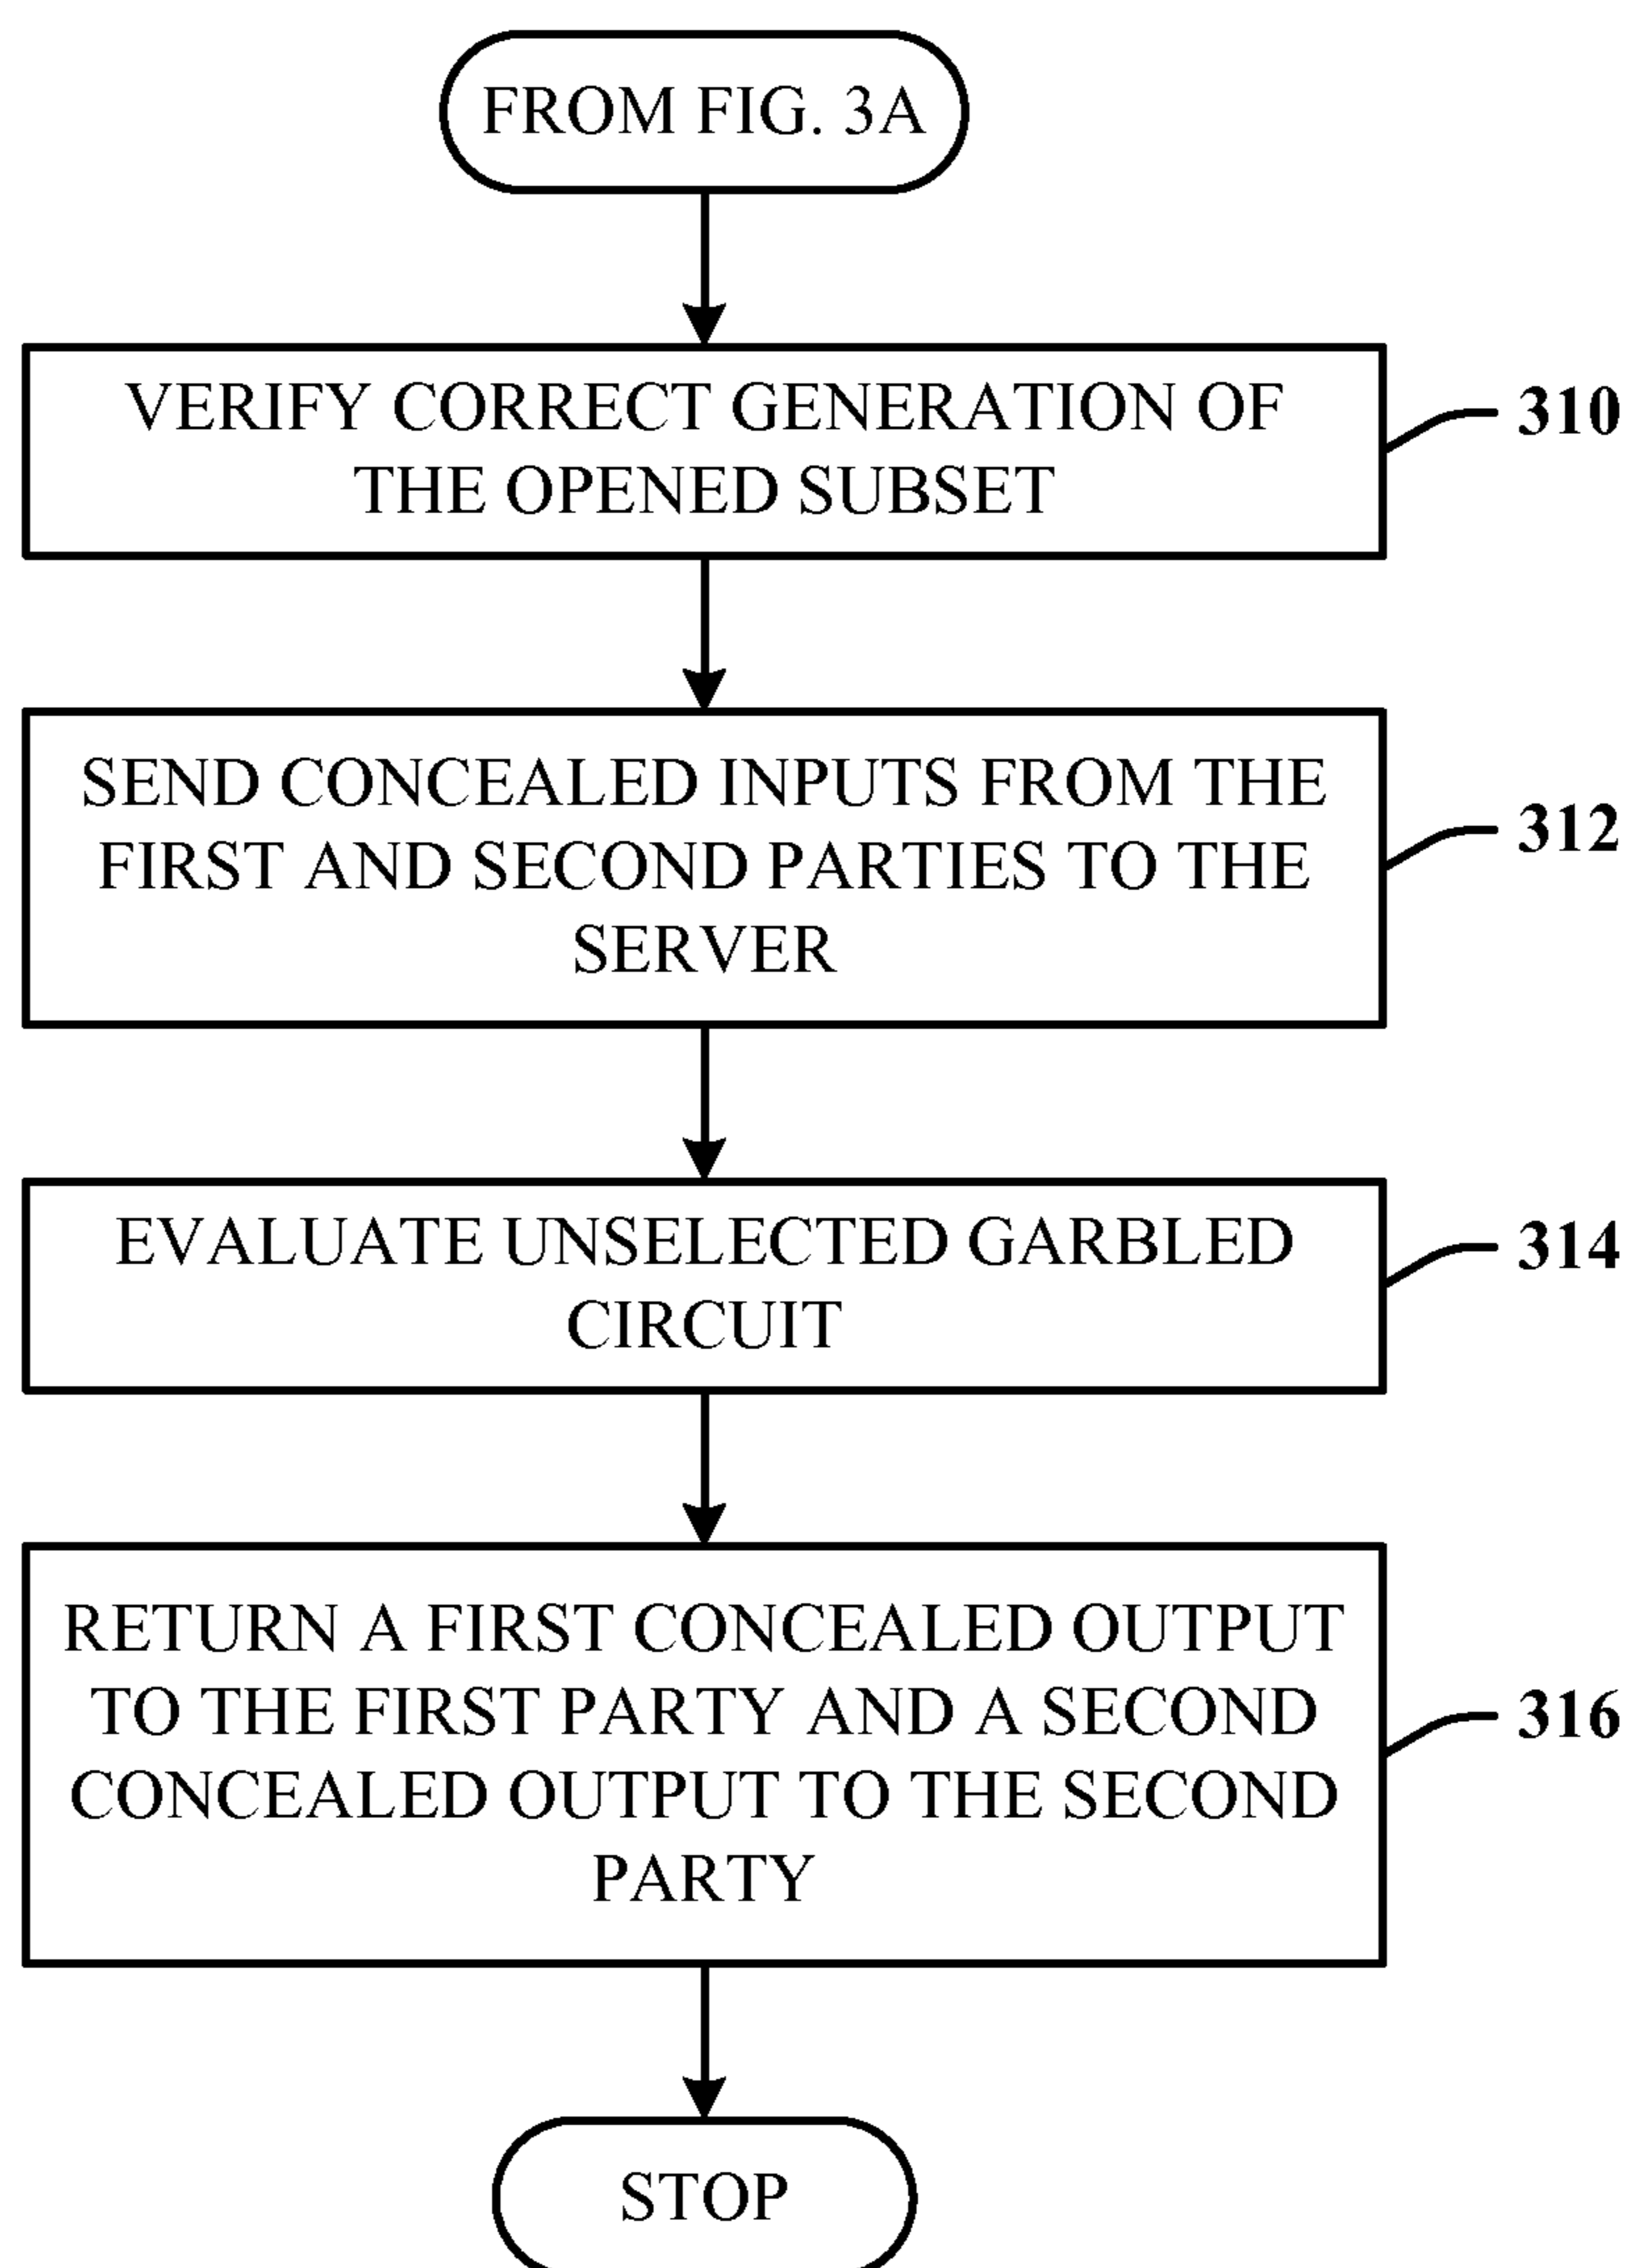 FROM FIG. 3A
VERIFY CORRECT GENERATION OF
THE OPENED SUBSET
310
SEND CONCEALED INPUTS FROM THE
FIRST AND SECOND PARTIES TO THE
SERVER
312
EVALUATE UNSELECTED GARBLED
CIRCUIT
314
RETURN A FIRST CONCEALED OUTPUT
TO THE FIRST PARTY AND A SECOND
CONCEALED OUTPUT TO THE SECOND
PARTY
316
STOP